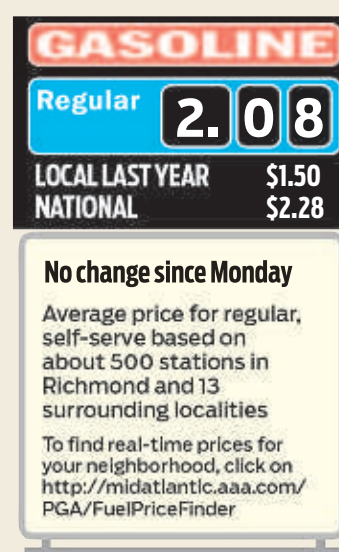 GASOLINE
Regular 2.08
LOCAL LAST YEAR $1.50
NATIONAL $2.28
No change since Monday
Average price for regular,
self-serve based on
about 500 stations in
Richmond and 13
surrounding localities
To find real-time prices for
your neighborhood, click on
http://midatlantic.aaa.com/
PGA/FuelPriceFinder